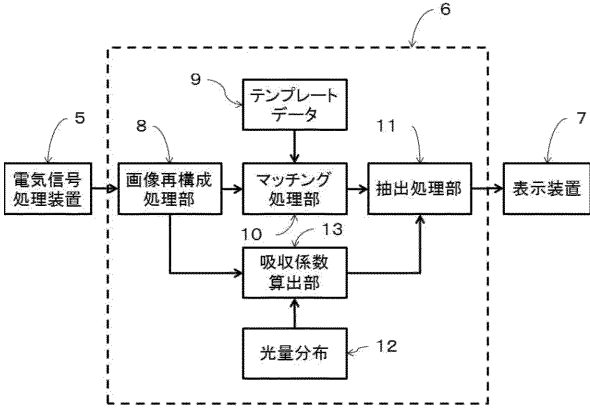 6
9
テンプレート
データ
5
8
11
7
電気信号
処理装置
画像再構成
処理部
マッチング
処理部
抽出処理部
表示装置
10
13
吸収係数
算出部
光量分布
12